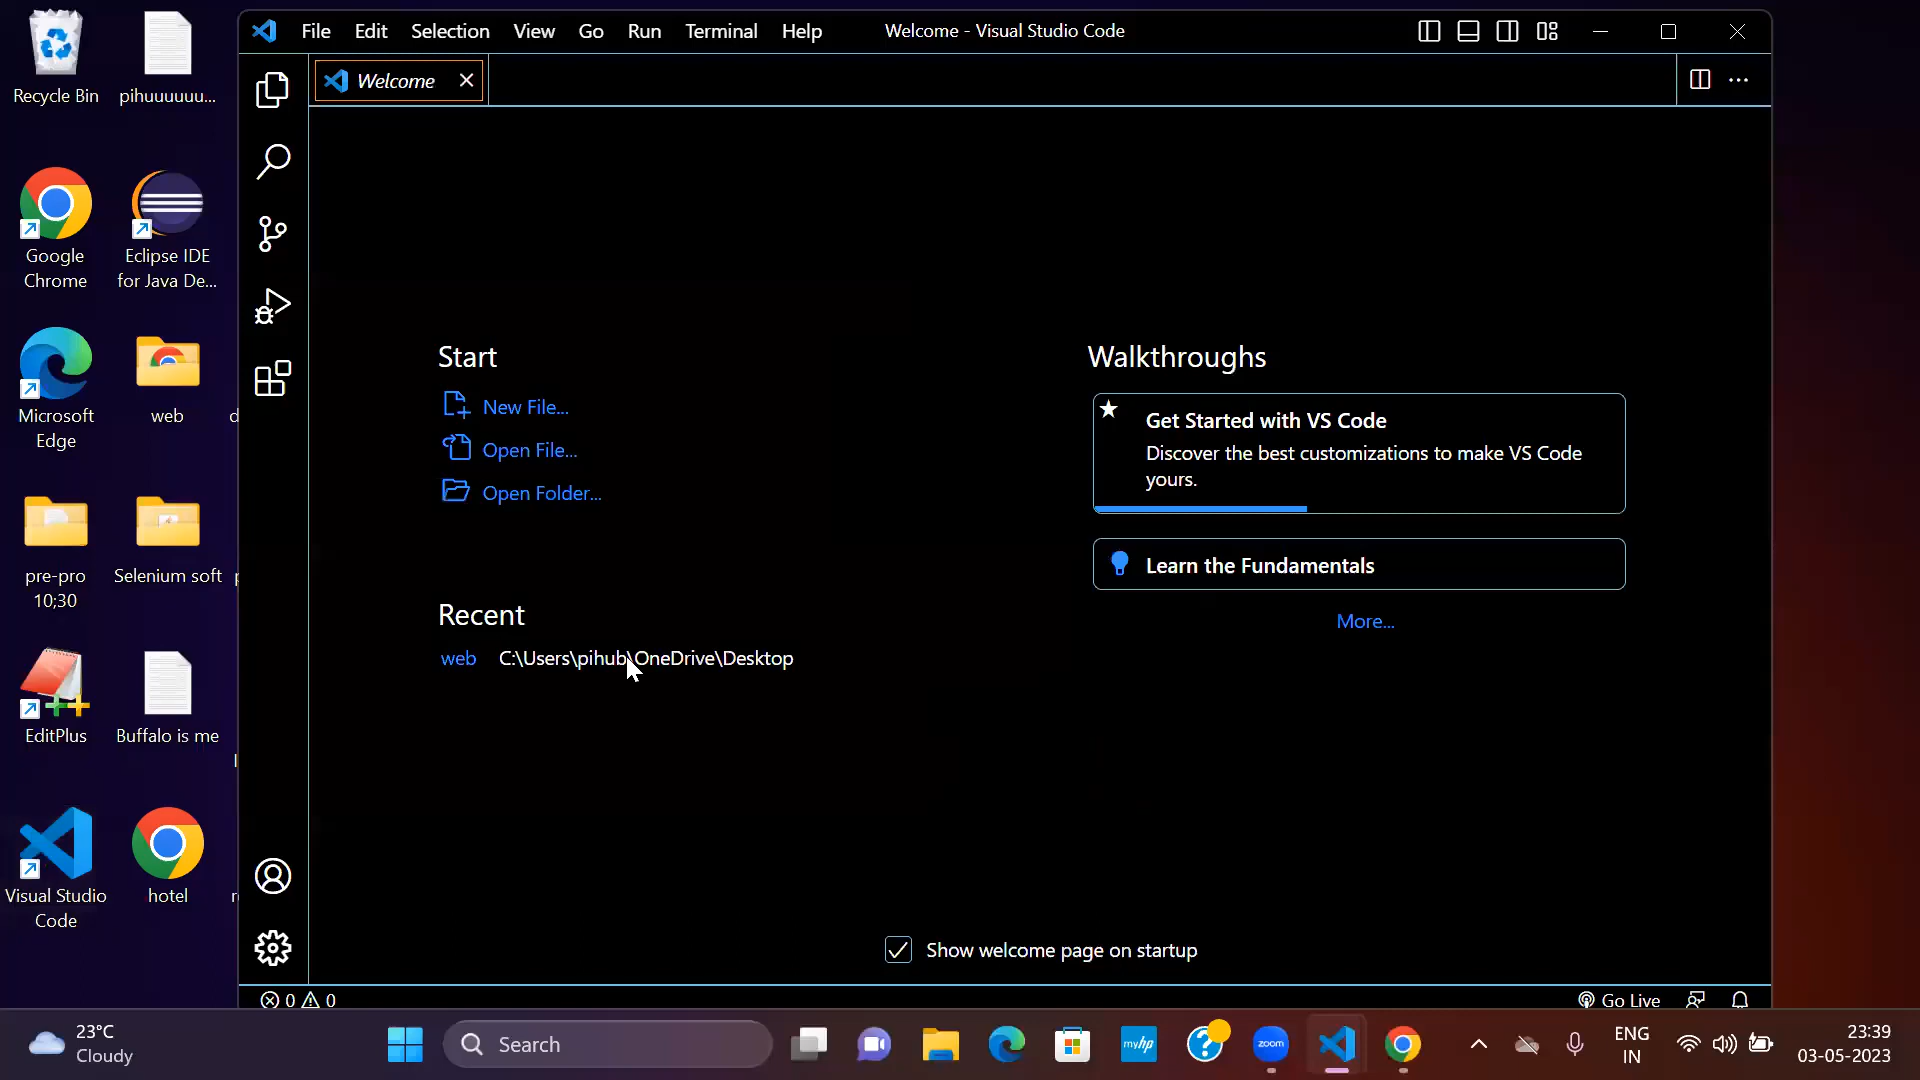 File Edit Selection View Go Run Terminal Help
Welcome - Visual Studio Code
Welcome
Recycle Bin
pihuuuuuu...
Google Chrome
Eclipse IDE for Java De...
Microsoft Edge
web
pre-pro 10;30
Selenium soft
EditPlus
Buffalo is me
Visual Studio Code
hotel
Start
New File...
Open File...
Open Folder...
Recent
web C:\Users\pihub\OneDrive\Desktop
Walkthroughs
Get Started with VS Code
Discover the best customizations to make VS Code
yours.
Learn the Fundamentals
More...
Show welcome page on startup
0 0
Go Live
23°C
Cloudy
Search
myhp
zoom
ENG
IN
23:39
03-05-2023